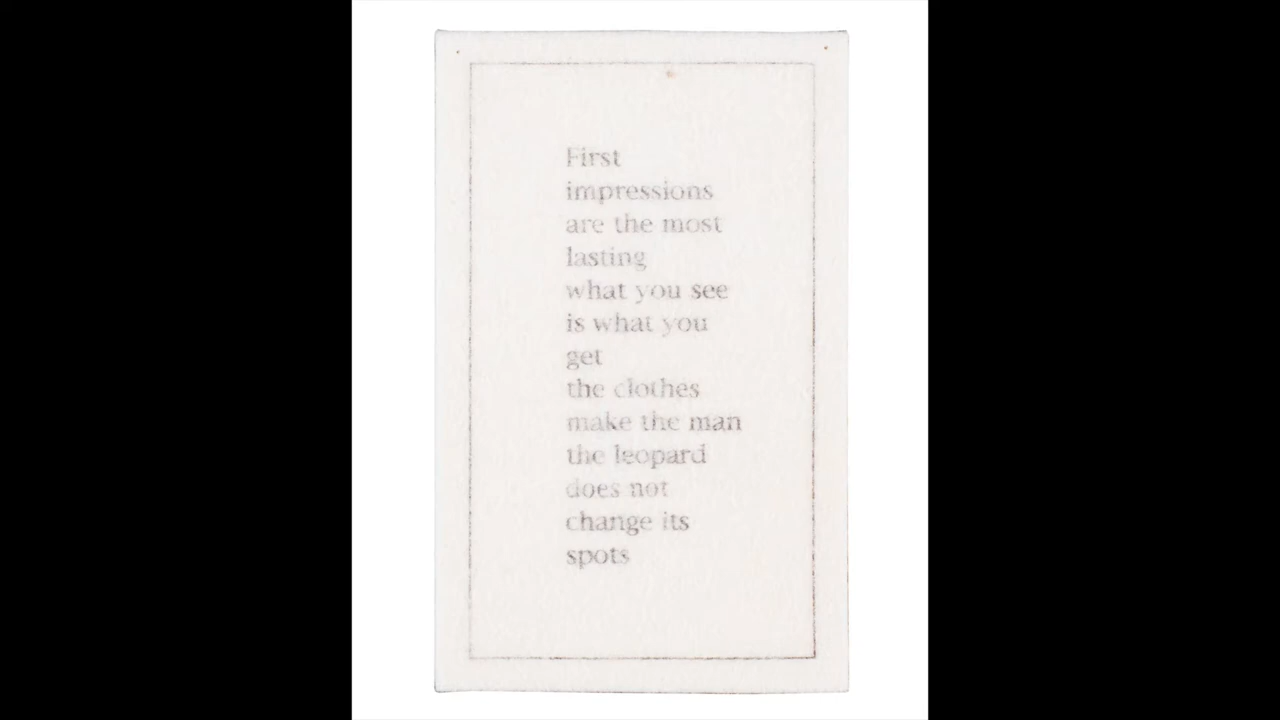 First
impressions
are the most
lasting
what you see
is what you
get
the clothes
make the man
the leopard
does not
change its
spots